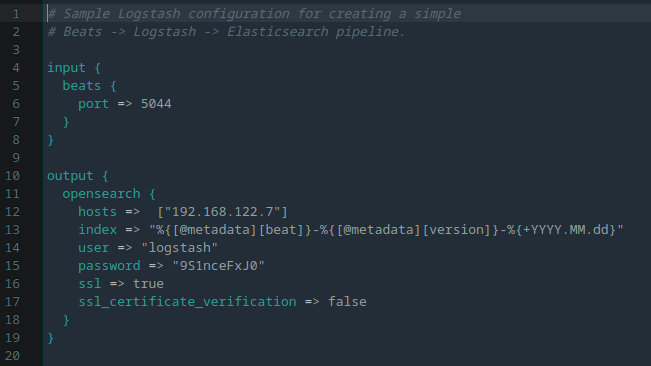 1 # Sample Logstash configuration for creating a simple
2 # Beats -> Logstash -> Elasticsearch pipeline.
3
4 input {
5   beats {
6     port => 5044
7   }
8 }
9
10 output {
11   opensearch {
12     hosts =>  ["192.168.122.7"]
13     index => "%{[@metadata][beat]}-%{[@metadata][version]}-%{+YYYY.MM.dd}"
14     user => "logstash"
15     password => "9S1nceFxJ0"
16     ssl => true
17     ssl_certificate_verification => false
18   }
19 }
20